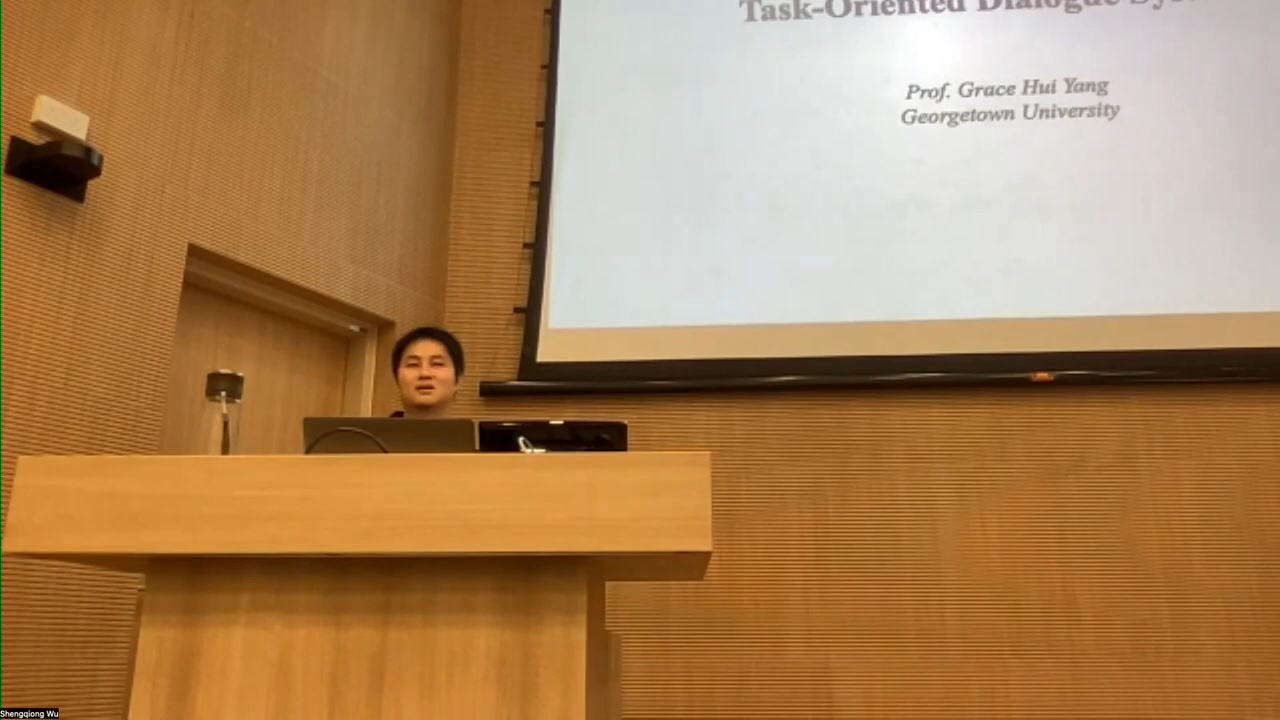 Task-Oriented Dialogue
Prof. Grace Hui Yang
Georgetown University
Shengqiong Wu